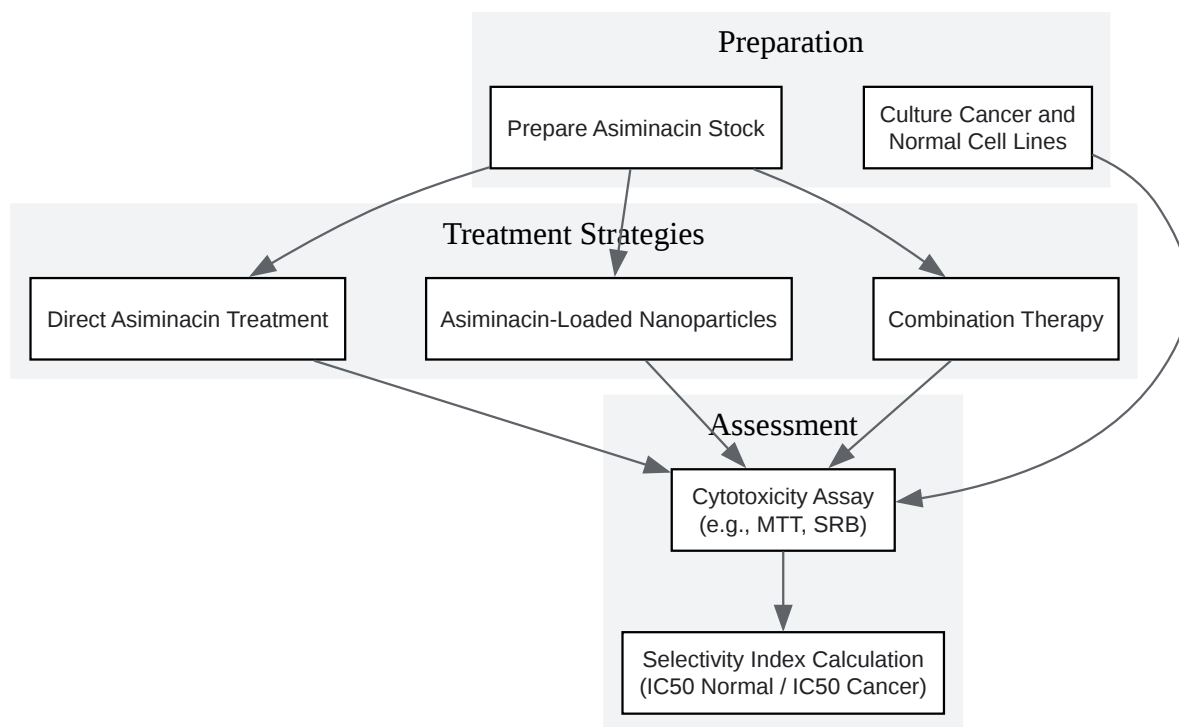 Preparation
Prepare Asiminacin Stock
Culture Cancer and
Normal Cell Lines
Treatment Strategies
Direct Asiminacin Treatment
Asiminacin-Loaded Nanoparticles
Combination Therapy
Assessment
Cytotoxicity Assay
(e.g., MTT, SRB)
Selectivity Index Calculation
(IC50 Normal / IC50 Cancer)